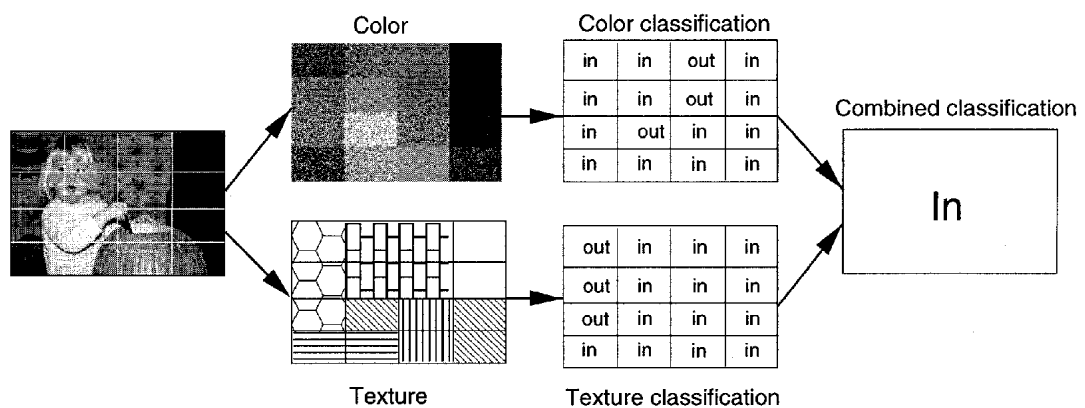 Color
Color classification
in in out in
in in out in
in out in in
in in in in
Combined classification
In
out in in in
out in in in
out in in in
in in in in
Texture
Texture classification